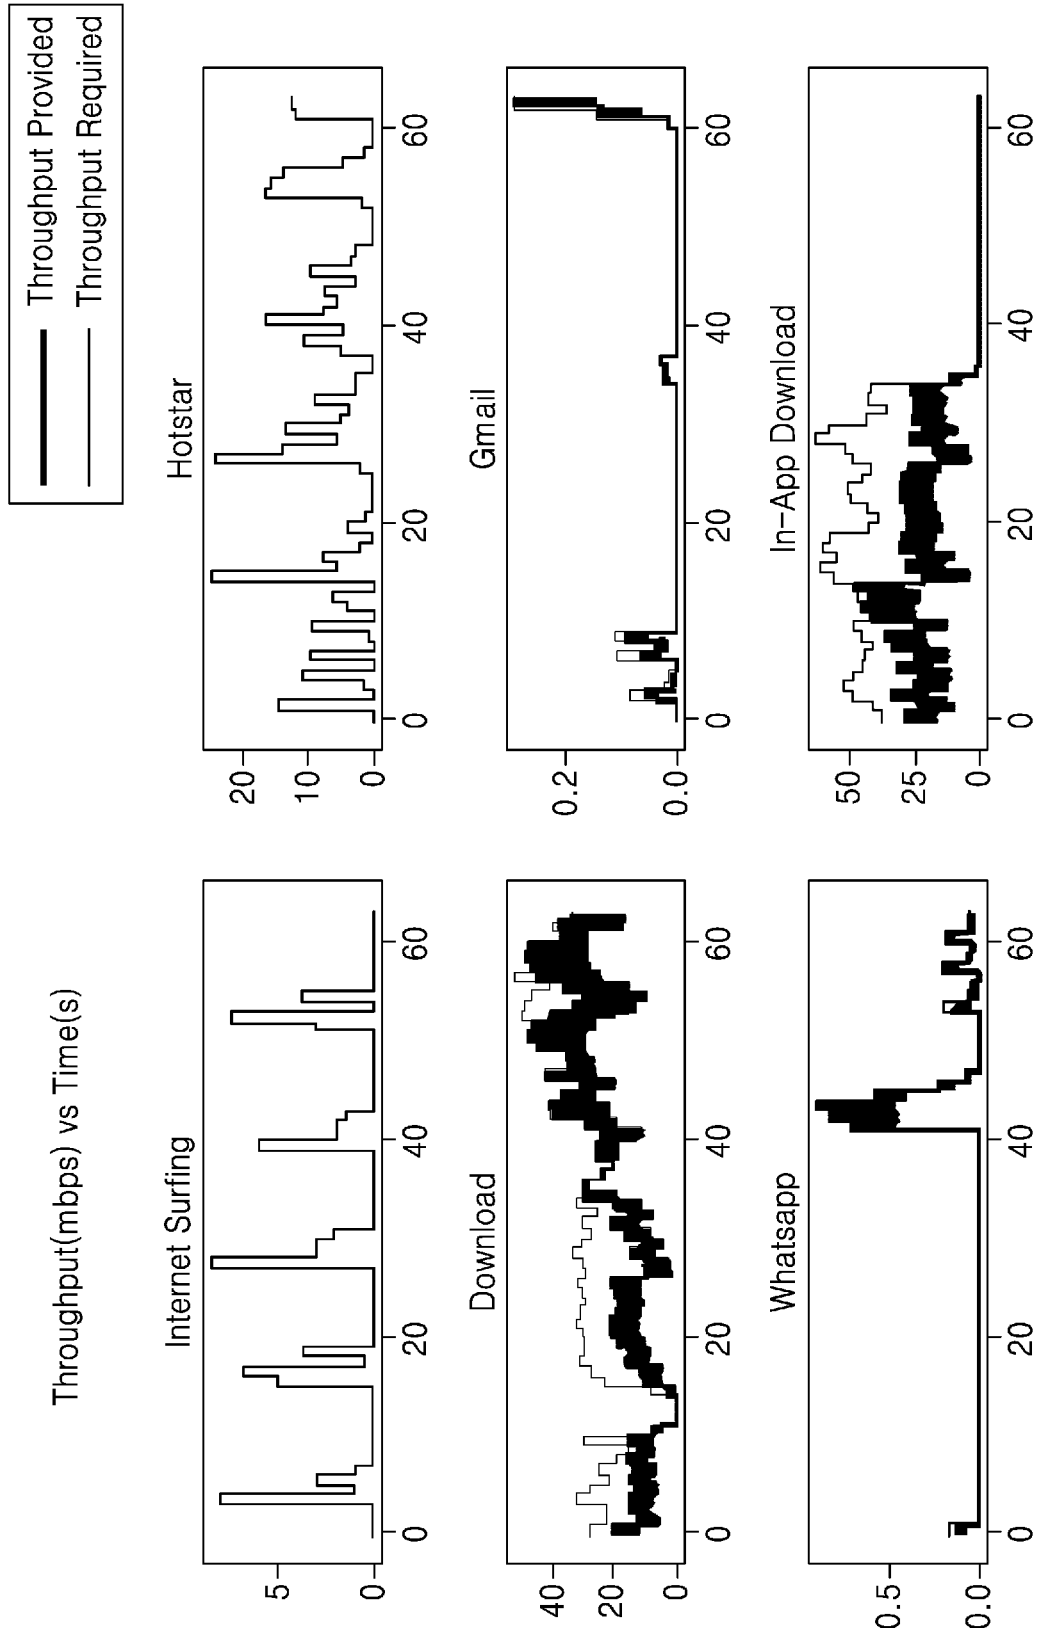 Throughput(mbps) vs Time(s)
Throughput Provided
Throughput Required
Internet Surfing
5
0
0 20 40 60
Hotstar
20
10
0
0 20 40 60
Download
40
20
0
0 20 40 60
Gmail
0.2
0.0
0 20 40 60
Whatsapp
0.5
0.0
0 20 40 60
In-App Download
50
25
0
0 20 40 60